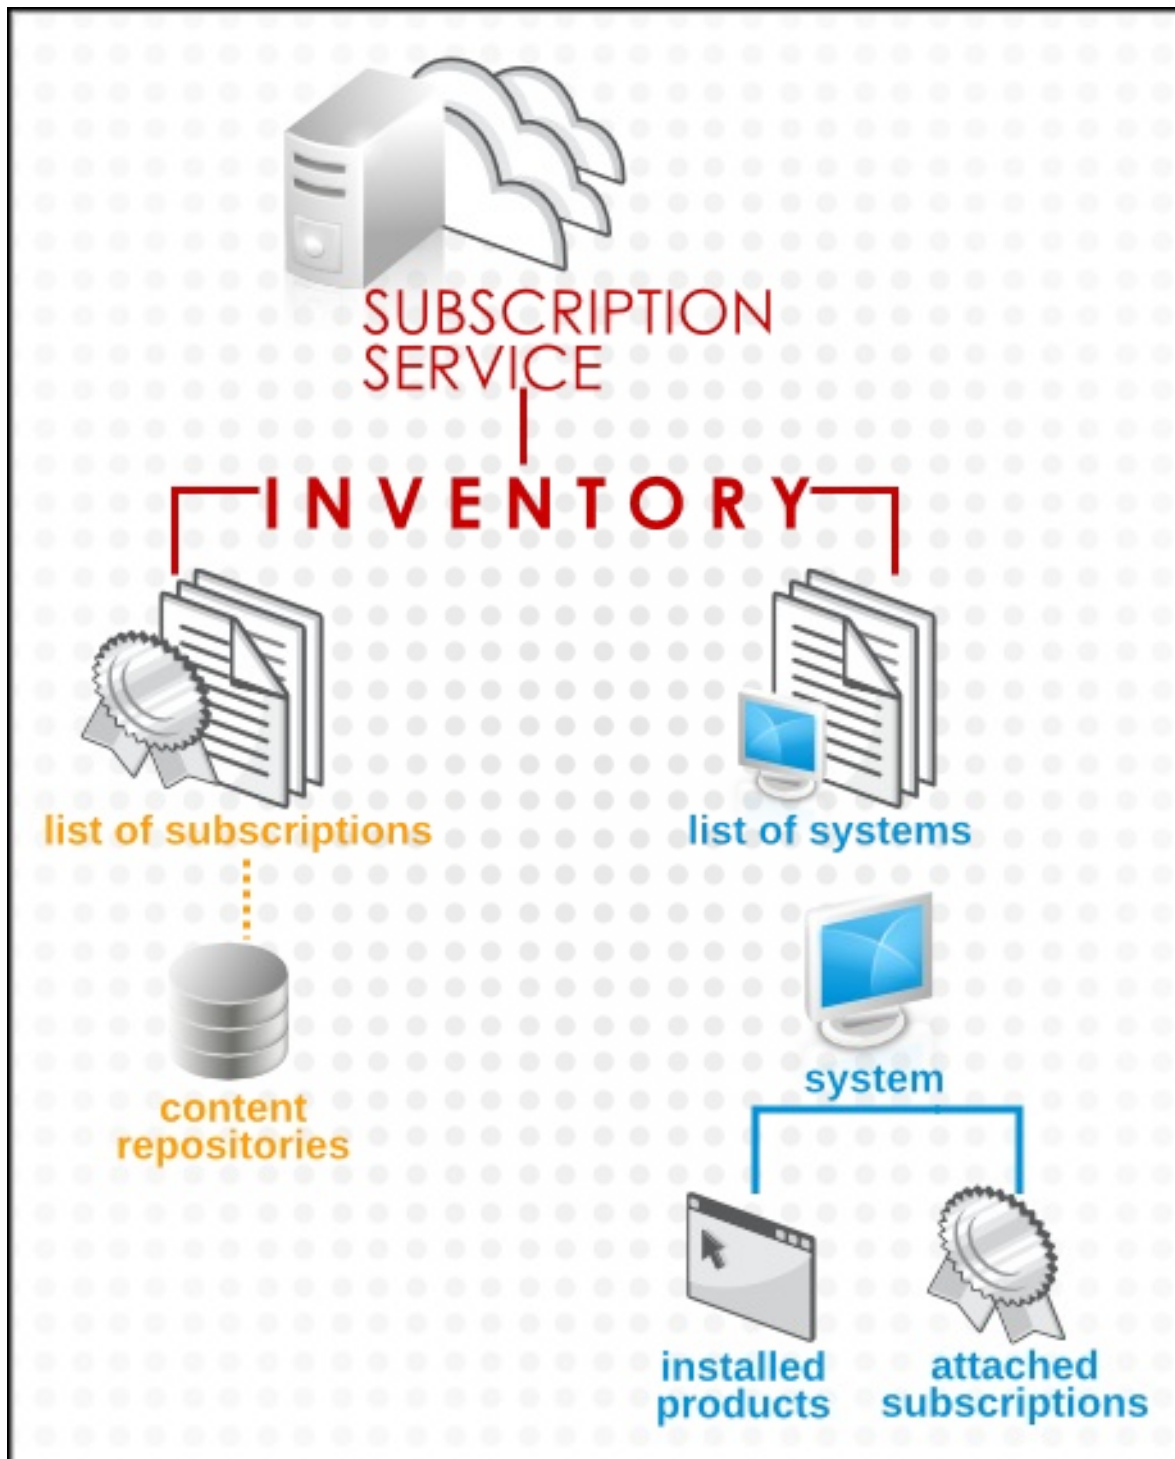 SUBSCRIPTION
SERVICE
INVENTORY
list of subscriptions
list of systems
system
content
repositories
installed
products
attached
subscriptions